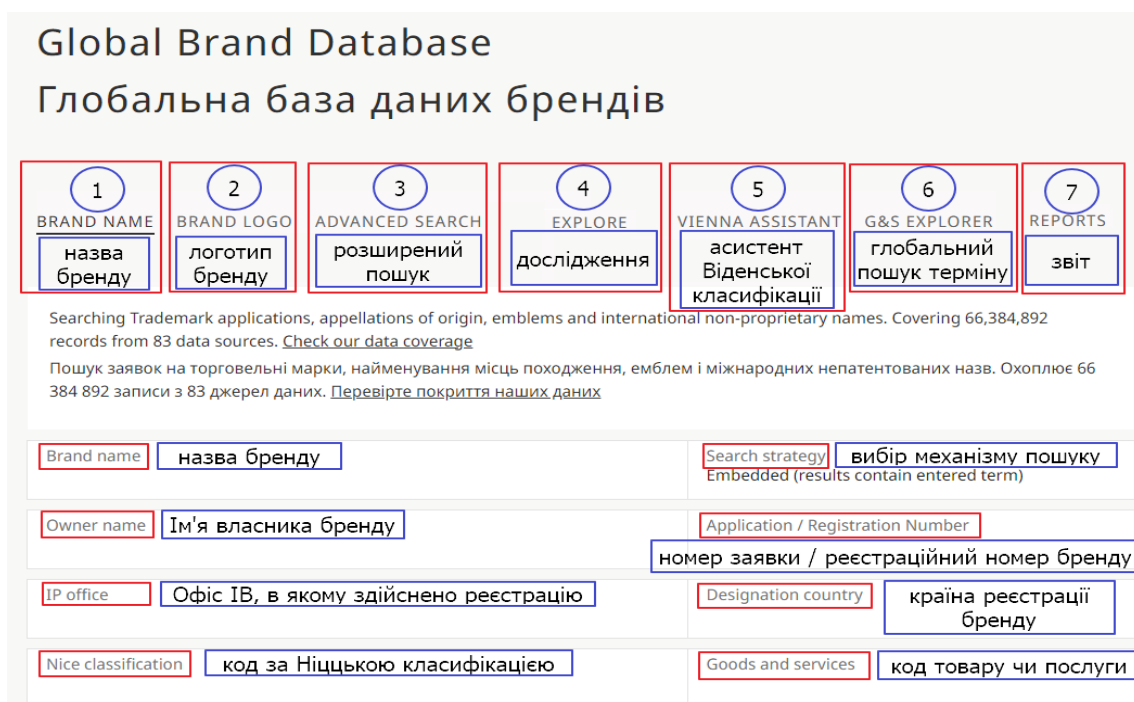 Global Brand Database
Глобальна база даних брендів
1
2
3
4
5
6
7
BRAND NAME
BRAND LOGO
ADVANCED SEARCH
EXPLORE
VIENNA ASSISTANT
G&S EXPLORER
REPORTS
назва
бренду
логотип
бренду
розширений
пошук
дослідження
асистент
Віденської
класифікації
глобальний
пошук терміну
звіт
Searching Trademark applications, appellations of origin, emblems and international non-proprietary names. Covering 66,384,892
records from 83 data sources. Check our data coverage
Пошук заявок на торговельні марки, найменування місць походження, емблем і міжнародних непатентованих назв. Охоплює 66
384 892 записи з 83 джерел даних. Перевірте покриття наших даних
Brand name
назва бренду
Search strategy
вибір механізму пошуку
Embedded (results contain entered term)
Owner name
Ім'я власника бренду
Application / Registration Number
номер заявки / реєстраційний номер бренду
IP office
Офіс ІВ, в якому здійснено реєстрацію
Designation country
країна реєстрації
бренду
Nice classification
код за Ніццькою класифікацією
Goods and services
код товару чи послуги